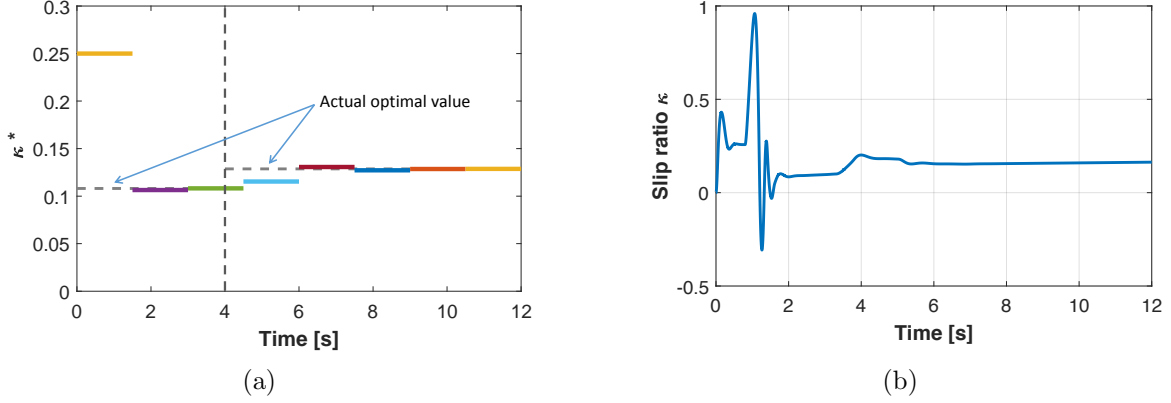 0.3
0.25
0.2
0.15
0.1
0.05
0
κ *
Actual optimal value
0 2 4 6 8 10 12
Time [s]
(a)
1
0.5
0
-0.5
Slip ratio κ
0 2 4 6 8 10 12
Time [s]
(b)